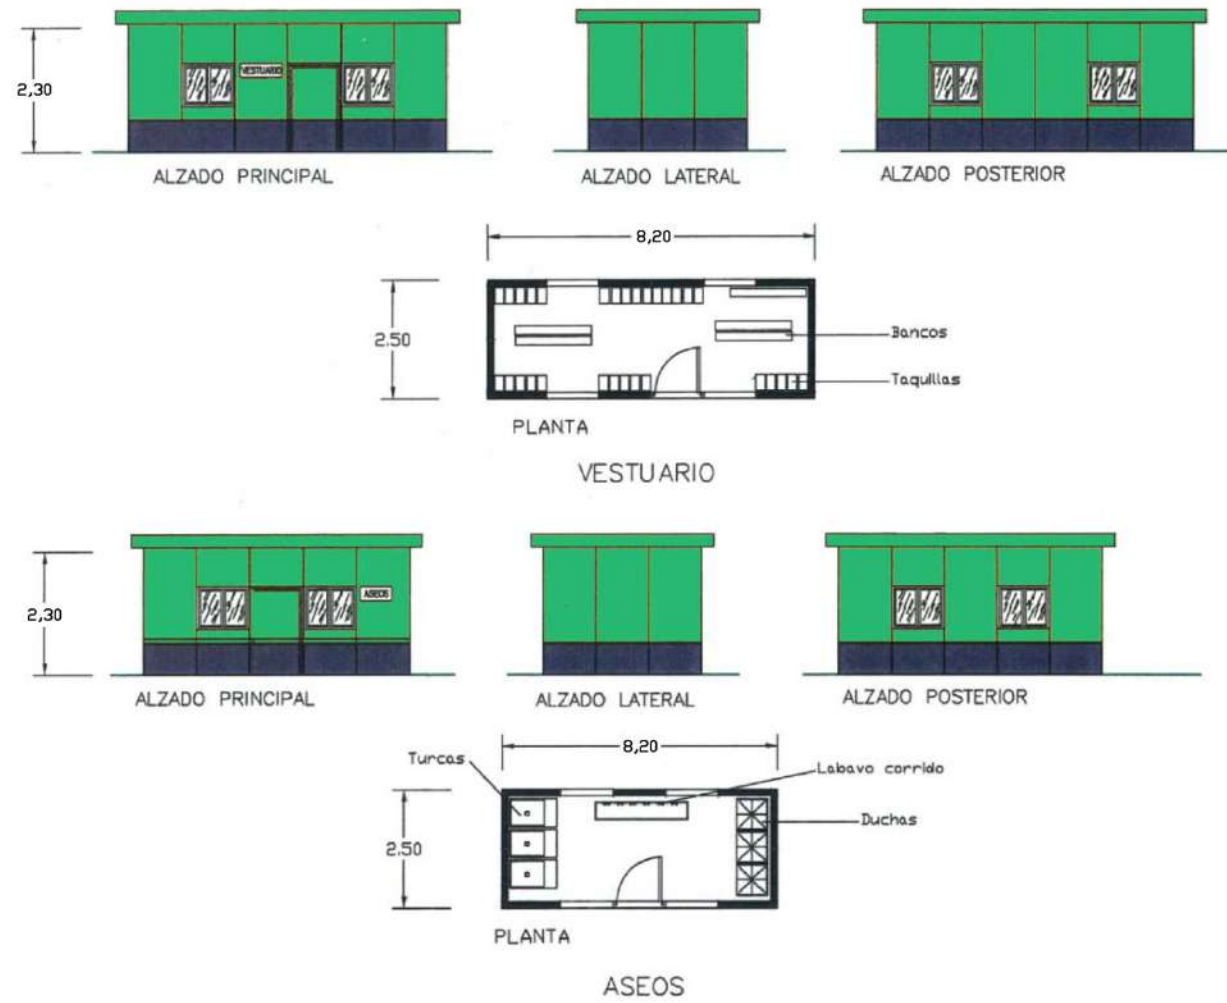 2,30
VESTUARIO
ALZADO PRINCIPAL
ALZADO LATERAL
ALZADO POSTERIOR
8,20
2.50
Bancos
Taquillas
PLANTA
VESTUARIO
2,30
ASEOS
ALZADO PRINCIPAL
ALZADO LATERAL
ALZADO POSTERIOR
8,20
Turcas
Labavo corrido
2.50
Duchas
PLANTA
ASEOS